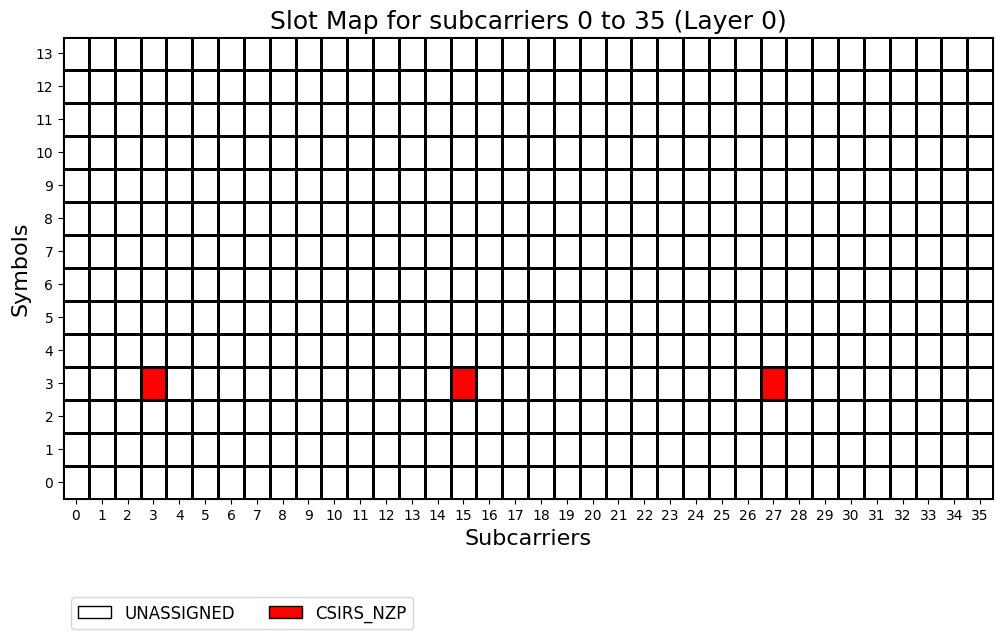 Slot Map for subcarriers 0 to 35 (Layer 0)
Symbols
13
12
11
10
9
8
7
6
5
4
3
2
1
0
0 1 2 3 4 5 6 7 8 9 10 11 12 13 14 15 16 17 18 19 20 21 22 23 24 25 26 27 28 29 30 31 32 33 34 35
Subcarriers
UNASSIGNED CSIRS_NZP